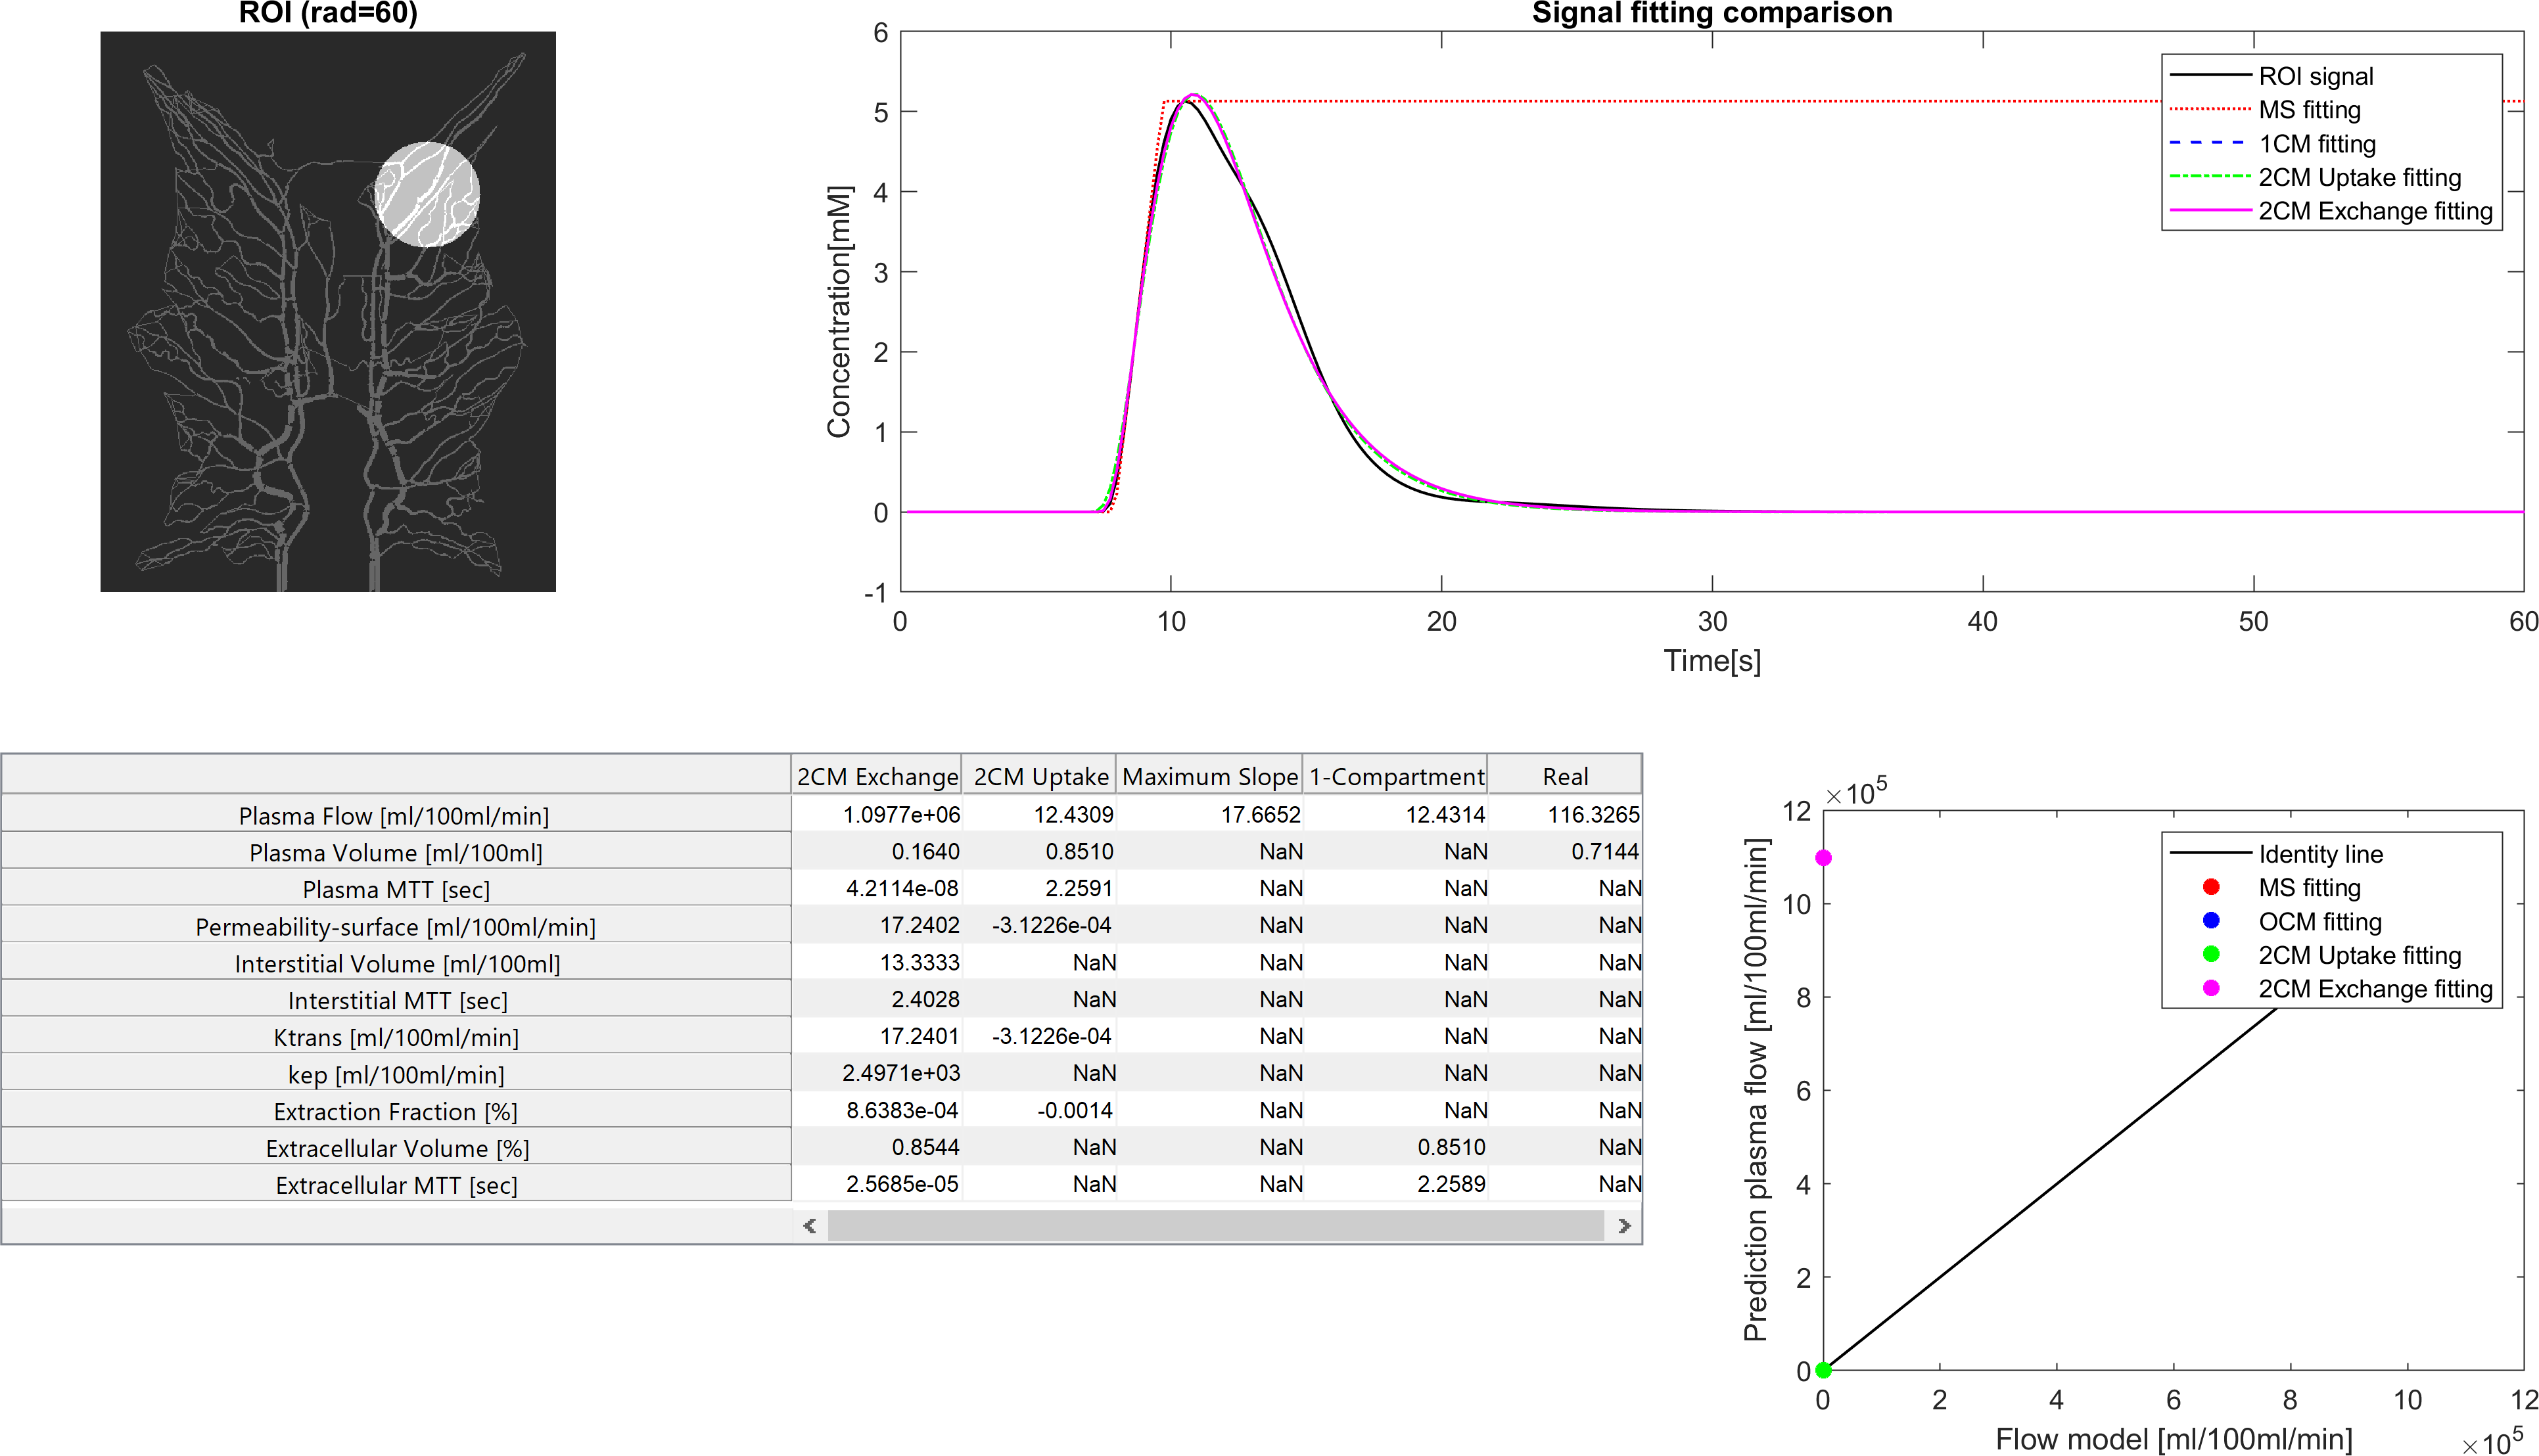 ROI (rad=60)
Signal fitting comparison
6
5
4
3
2
1
0
-1
Concentration[mM]
0 10 20 30 40 50 60
Time[s]
ROI signal
MS fitting
1CM fitting
2CM Uptake fitting
2CM Exchange fitting
2CM Exchange 2CM Uptake Maximum Slope 1-Compartment Real
Plasma Flow [ml/100ml/min] 1.0977e+06 12.4309 17.6652 12.4314 116.3265
Plasma Volume [ml/100ml] 0.1640 0.8510 NaN NaN 0.7144
Plasma MTT [sec] 4.2114e-08 2.2591 NaN NaN NaN
Permeability-surface [ml/100ml/min] 17.2402 -3.1226e-04 NaN NaN NaN
Interstitial Volume [ml/100ml] 13.3333 NaN NaN NaN NaN
Interstitial MTT [sec] 2.4028 NaN NaN NaN NaN
Ktrans [ml/100ml/min] 17.2401 -3.1226e-04 NaN NaN NaN
kep [ml/100ml/min] 2.4971e+03 NaN NaN NaN NaN
Extraction Fraction [%] 8.6383e-04 -0.0014 NaN NaN NaN
Extracellular Volume [%] 0.8544 NaN NaN 0.8510 NaN
Extracellular MTT [sec] 2.5685e-05 NaN NaN 2.2589 NaN
×10^5
12
10
8
6
4
2
0
Prediction plasma flow [ml/100ml/min]
Identity line
MS fitting
OCM fitting
2CM Uptake fitting
2CM Exchange fitting
0 2 4 6 8 10 12
Flow model [ml/100ml/min]
×10^5